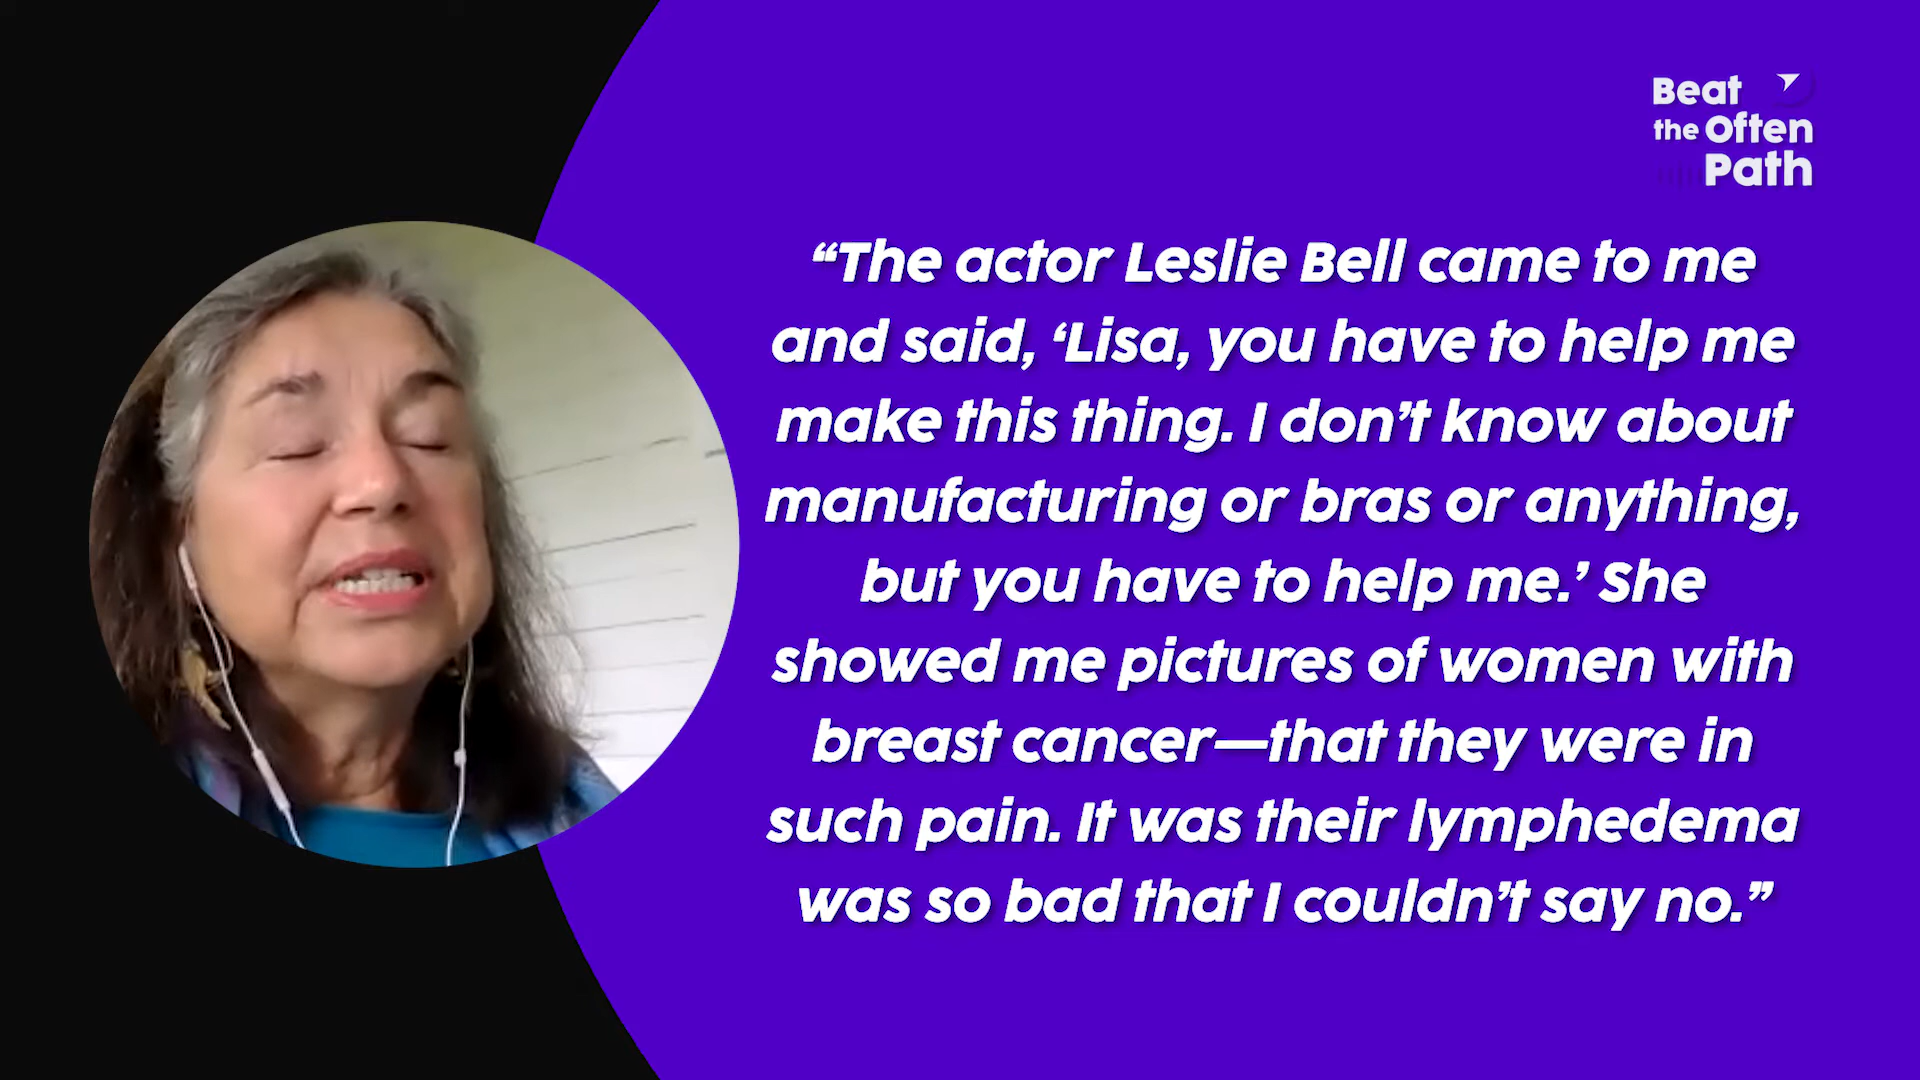 Beat
the Often
Path
“The actor Leslie Bell came to me
and said, ‘Lisa, you have to help me
make this thing. I don’t know about
manufacturing or bras or anything,
but you have to help me.’ She
showed me pictures of women with
breast cancer—that they were in
such pain. It was their lymphedema
was so bad that I couldn’t say no.”